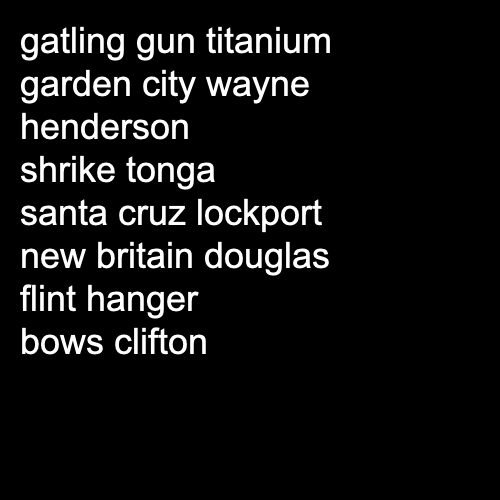 gatling gun titanium
garden city wayne
henderson
shrike tonga
santa cruz lockport
new britain douglas
flint hanger
bows clifton